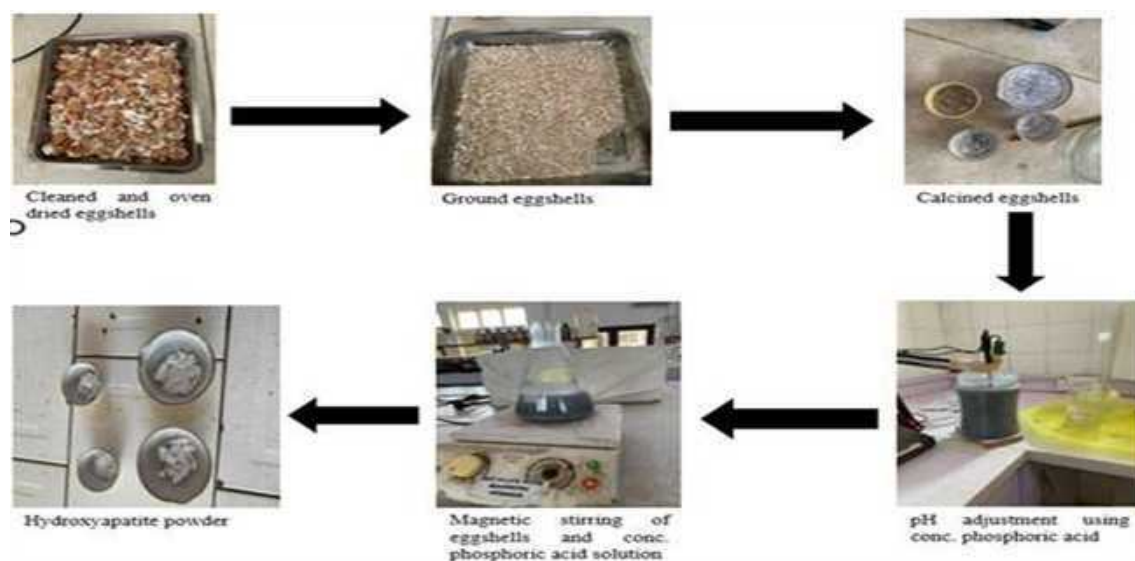 Cleaned and oven
dried eggshells
Ground eggshells
Calcined eggshells
Hydroxyapatite powder
Magnetic stirring of
eggshells and conc.
phosphoric acid solution
pH adjustment using
conc. phosphoric acid